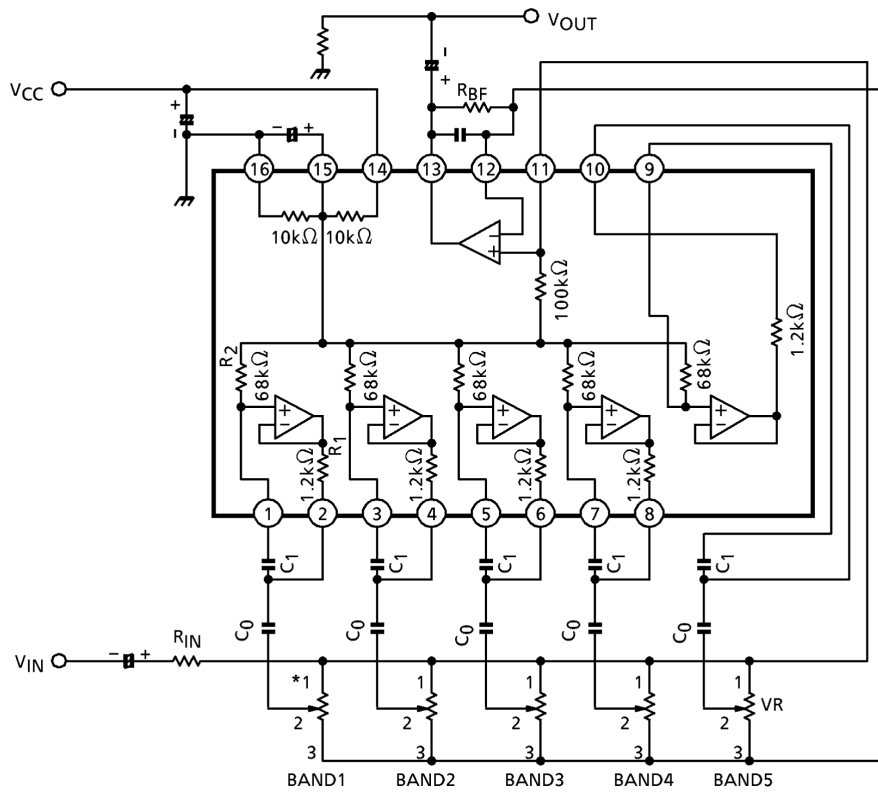 VOUT
VCC
RBF
16
15
14
13
12
11
10
9
10kΩ
10kΩ
100kΩ
1.2kΩ
R2
68kΩ
68kΩ
68kΩ
68kΩ
68kΩ
R1
1.2kΩ
1.2kΩ
1.2kΩ
1.2kΩ
1
2
3
4
5
6
7
8
C1
C1
C1
C1
C1
C0
C0
C0
C0
C0
VIN
RIN
*1
1
1
1
1
2
2
2
2
2
VR
3
3
3
3
3
BAND1
BAND2
BAND3
BAND4
BAND5